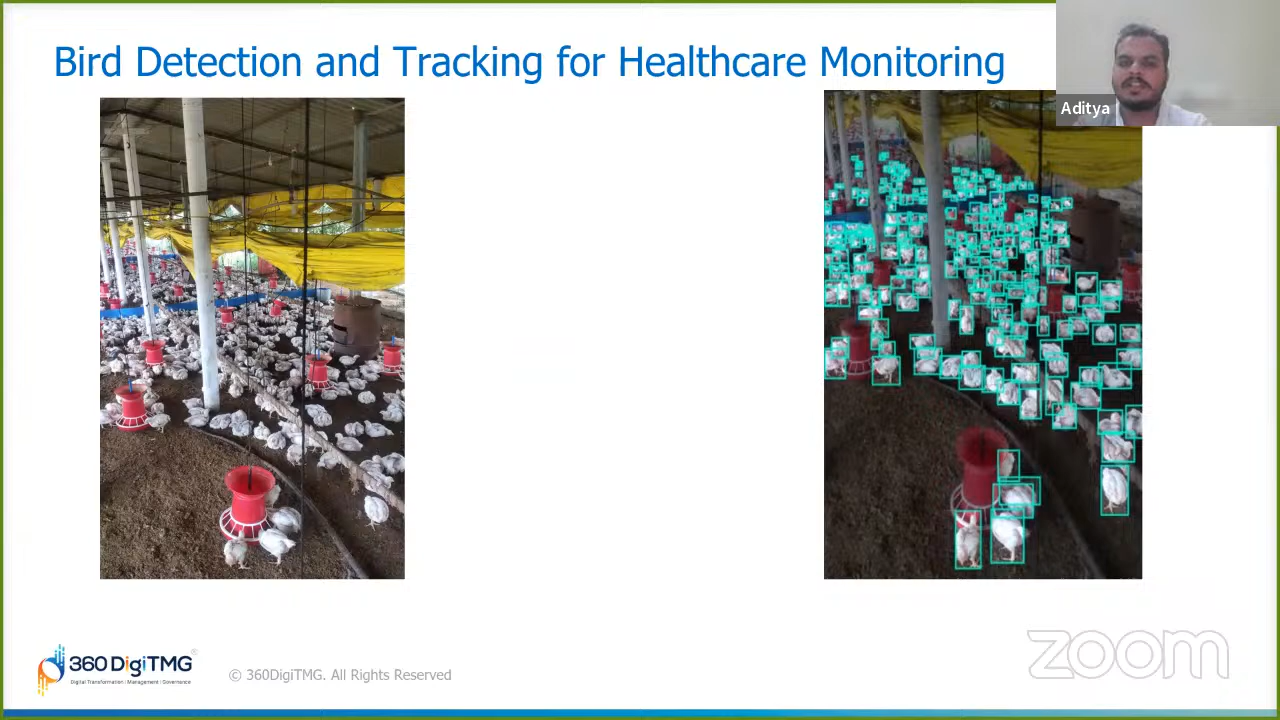 Bird Detection and Tracking for Healthcare Monitoring
Aditya
360DigiTMG
Digital Transformation | Management | Governance
© 360DigiTMG. All Rights Reserved
zoom